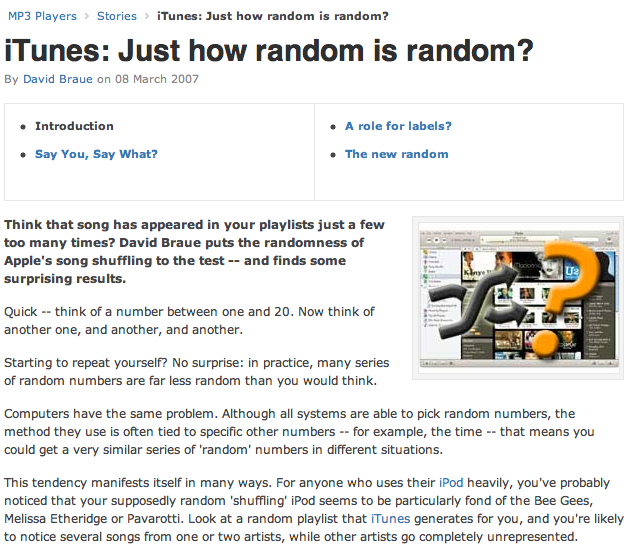 MP3 Players > Stories > iTunes: Just how random is random?
iTunes: Just how random is random?
By David Braue on 08 March 2007
• Introduction
• Say You, Say What?
• A role for labels?
• The new random
Think that song has appeared in your playlists just a few
too many times? David Braue puts the randomness of
Apple's song shuffling to the test -- and finds some
surprising results.
Quick -- think of a number between one and 20. Now think of
another one, and another, and another.
Starting to repeat yourself? No surprise: in practice, many series
of random numbers are far less random than you would think.
Computers have the same problem. Although all systems are able to pick random numbers, the
method they use is often tied to specific other numbers -- for example, the time -- that means you
could get a very similar series of 'random' numbers in different situations.
This tendency manifests itself in many ways. For anyone who uses their iPod heavily, you've probably
noticed that your supposedly random 'shuffling' iPod seems to be particularly fond of the Bee Gees,
Melissa Etheridge or Pavarotti. Look at a random playlist that iTunes generates for you, and you're likely
to notice several songs from one or two artists, while other artists go completely unrepresented.
?